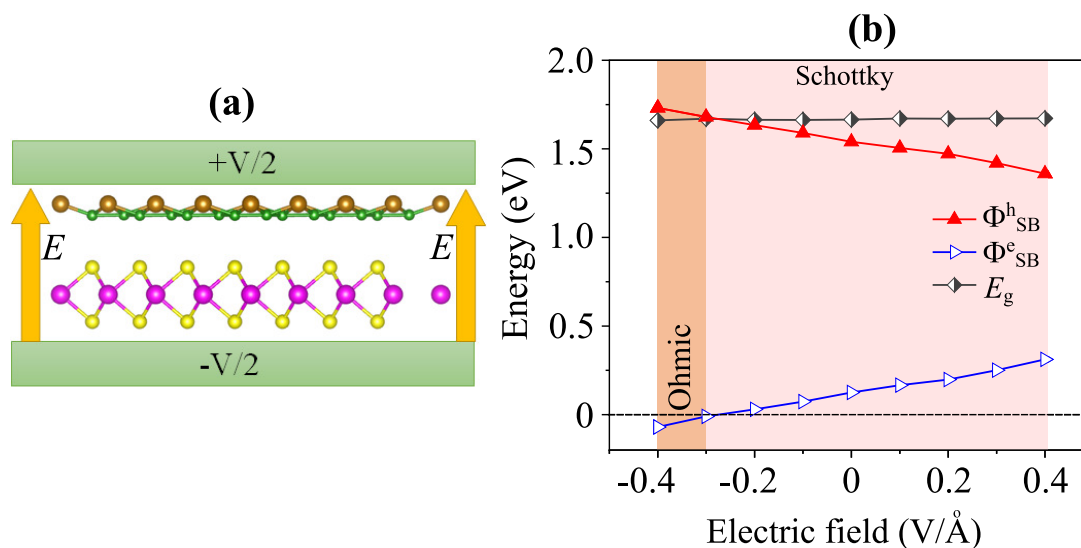 (a)
+V/2
E
E
-V/2
(b)
Schottky
Ohmic
Φ^h_SB
Φ^e_SB
E_g
2.0
1.5
1.0
0.5
0
-0.4 -0.2 0 0.2 0.4
Energy (eV)
Electric field (V/Å)